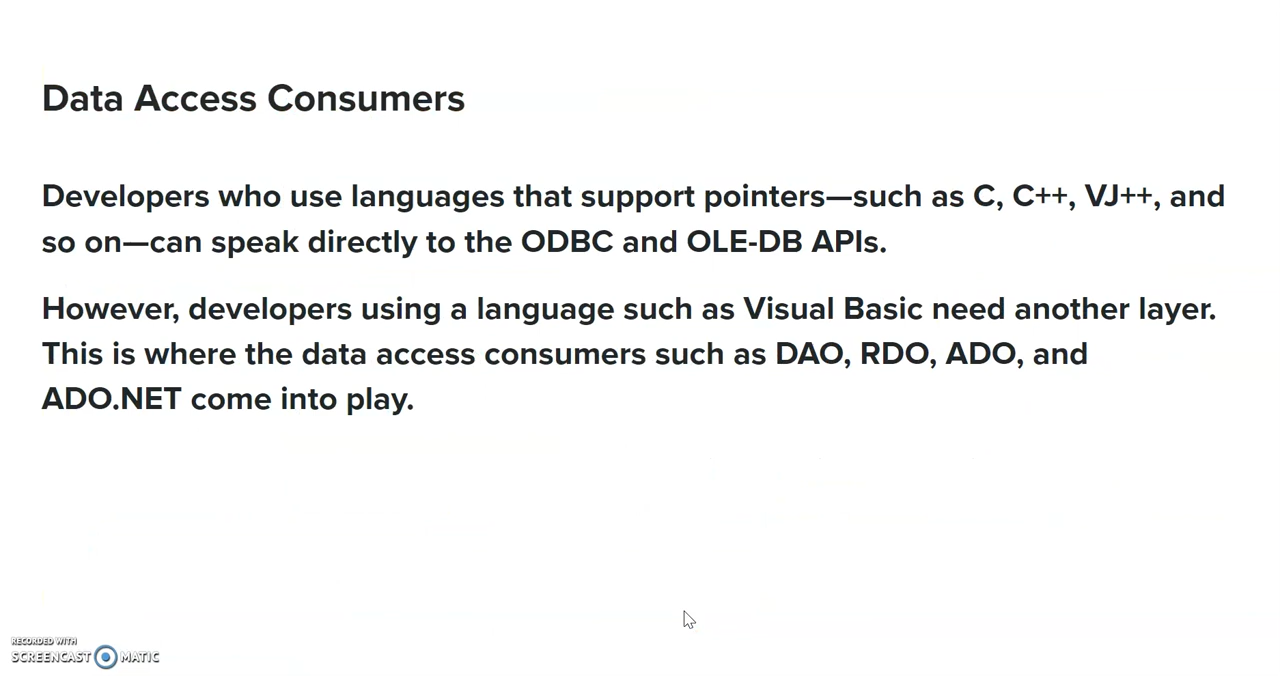 Data Access Consumers
Developers who use languages that support pointers—such as C, C++, VJ++, and
so on—can speak directly to the ODBC and OLE-DB APIs.
However, developers using a language such as Visual Basic need another layer.
This is where the data access consumers such as DAO, RDO, ADO, and
ADO.NET come into play.
RECORDED WITH
SCREENCAST MATIC